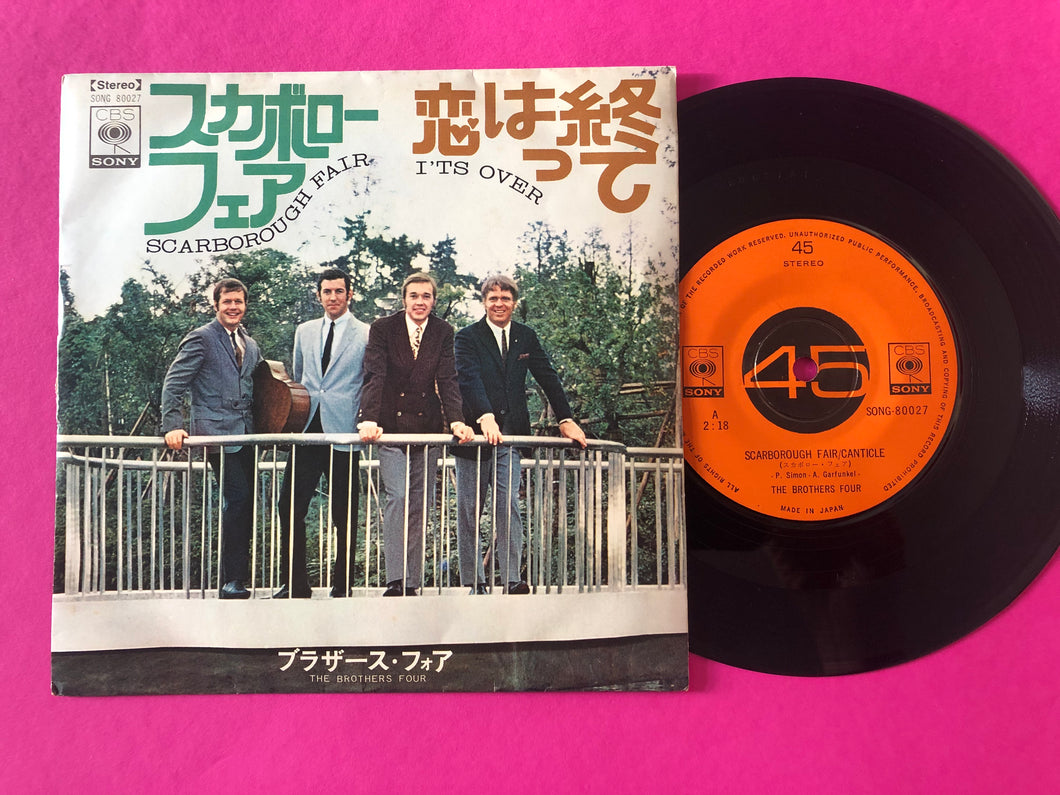 【Stereo】
SONG 80027
CBS
SONY
スカボロー
フェア
SCARBOROUGH FAIR
恋は終
って
I'TS OVER
ブラザース・フォア
THE BROTHERS FOUR
OF THE RECORDED WORK RESERVED. UNAUTHORIZED PUBLIC PERFORMANCE, BROADCASTING AND COPYING OF THIS RECORD PROHIBITED
ALL RIGHTS OF THE
45
STEREO
CBS
SONY
45
CBS
SONY
A
2:18
SONG-80027
SCARBOROUGH FAIR/CANTICLE
(スカボロー・フェア)
-P. Simon-A. Garfunkel-
THE BROTHERS FOUR
MADE IN JAPAN